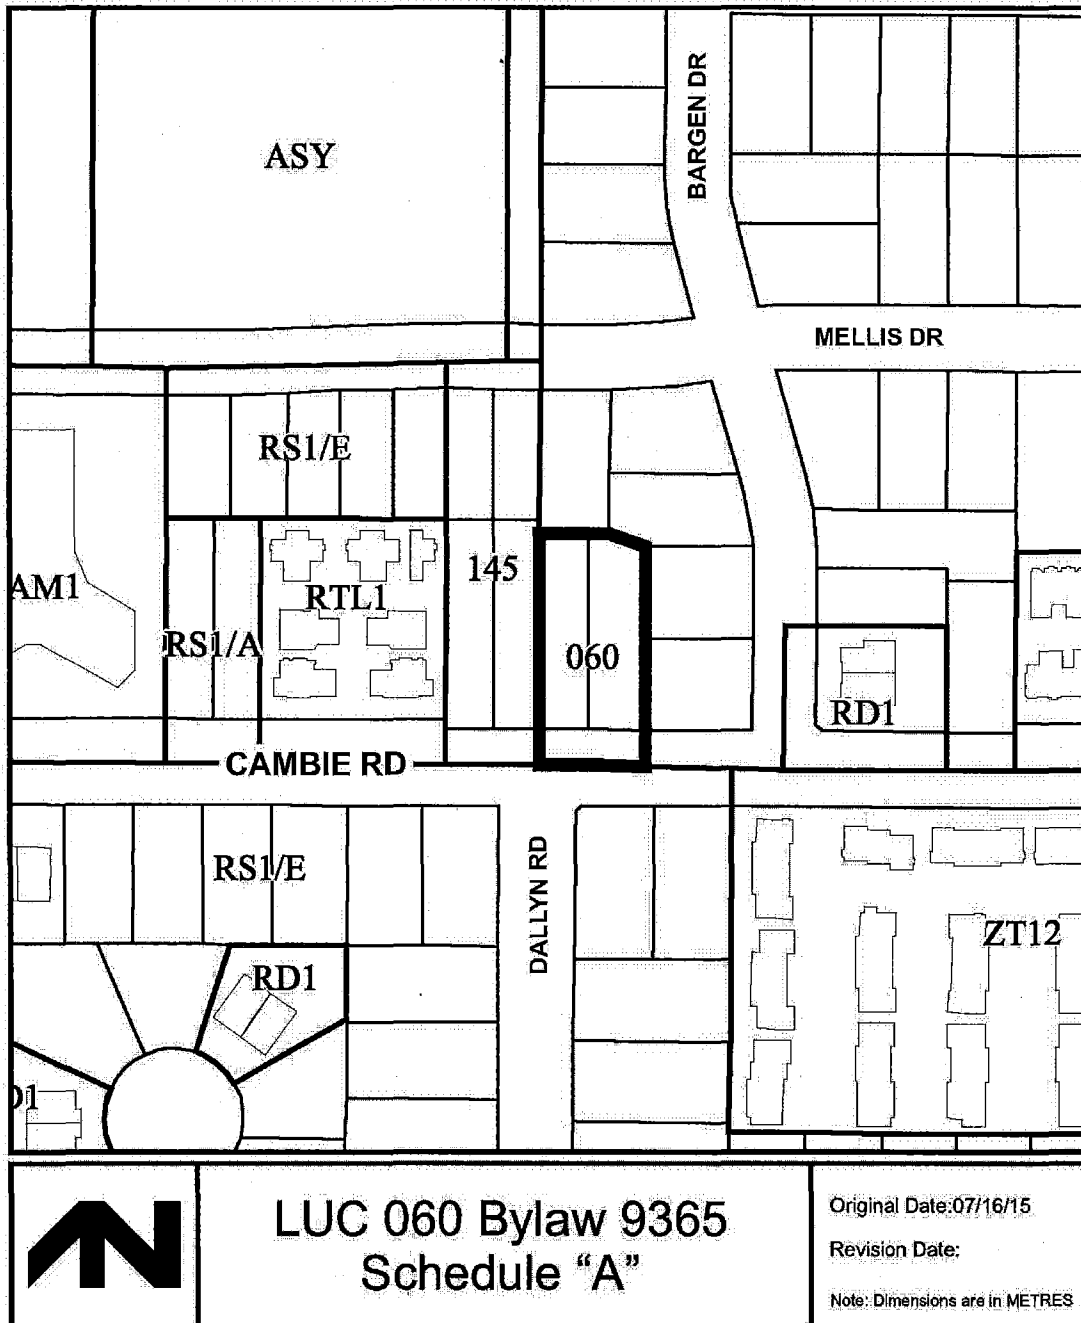 ASY
BARGEN DR
MELLIS DR
RS1/E
145
AM1
RTL1
RS1/A
060
RD1
CAMBIE RD
RS1/E
DALLYN RD
ZT12
RD1
D1
LUC 060 Bylaw 9365
Schedule “A”
Original Date:07/16/15
Revision Date:
Note: Dimensions are in METRES